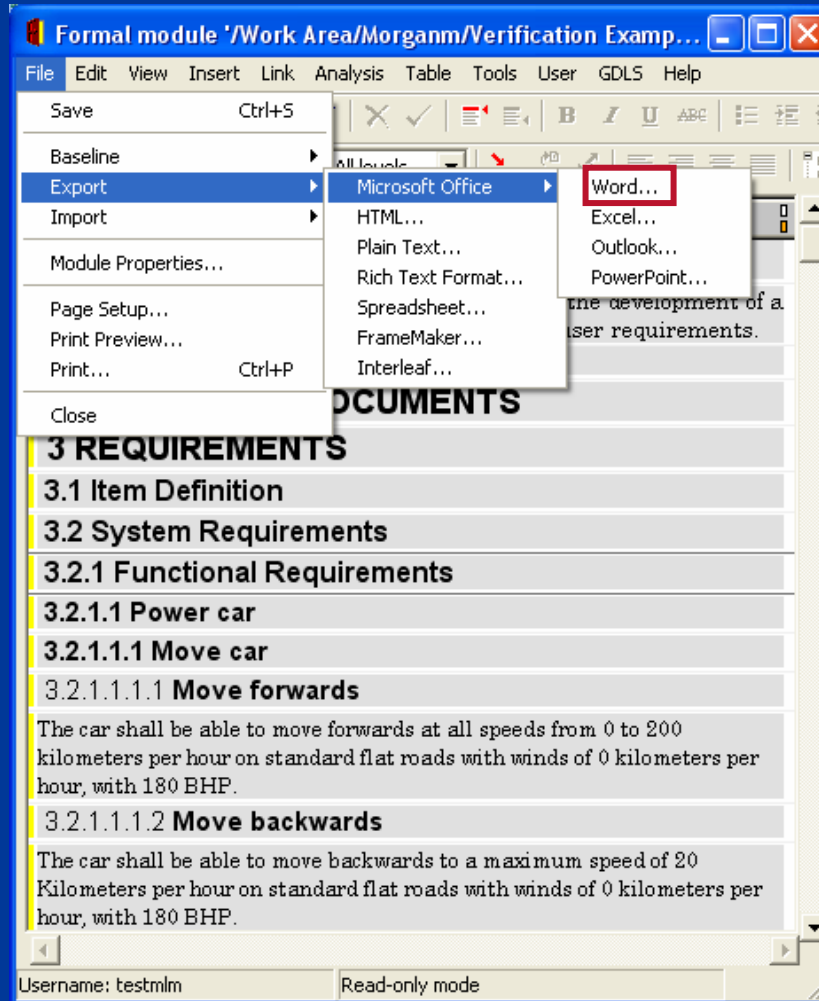 Formal module '/Work Area/Morganm/Verification Examp...
File Edit View Insert Link Analysis Table Tools User GDLS Help
Save Ctrl+S
Baseline
Export
Import
Module Properties...
Page Setup...
Print Preview...
Print... Ctrl+P
Close
Microsoft Office
HTML...
Plain Text...
Rich Text Format...
Spreadsheet...
FrameMaker...
Interleaf...
Word...
Excel...
Outlook...
PowerPoint...
B I U ABC
the development of a
user requirements.
3 REQUIREMENTS
3.1 Item Definition
3.2 System Requirements
3.2.1 Functional Requirements
3.2.1.1 Power car
3.2.1.1.1 Move car
3.2.1.1.1.1 Move forwards
The car shall be able to move forwards at all speeds from 0 to 200
kilometers per hour on standard flat roads with winds of 0 kilometers per
hour, with 180 BHP.
3.2.1.1.1.2 Move backwards
The car shall be able to move backwards to a maximum speed of 20
Kilometers per hour on standard flat roads with winds of 0 kilometers per
hour, with 180 BHP.
Username: testmlm Read-only mode